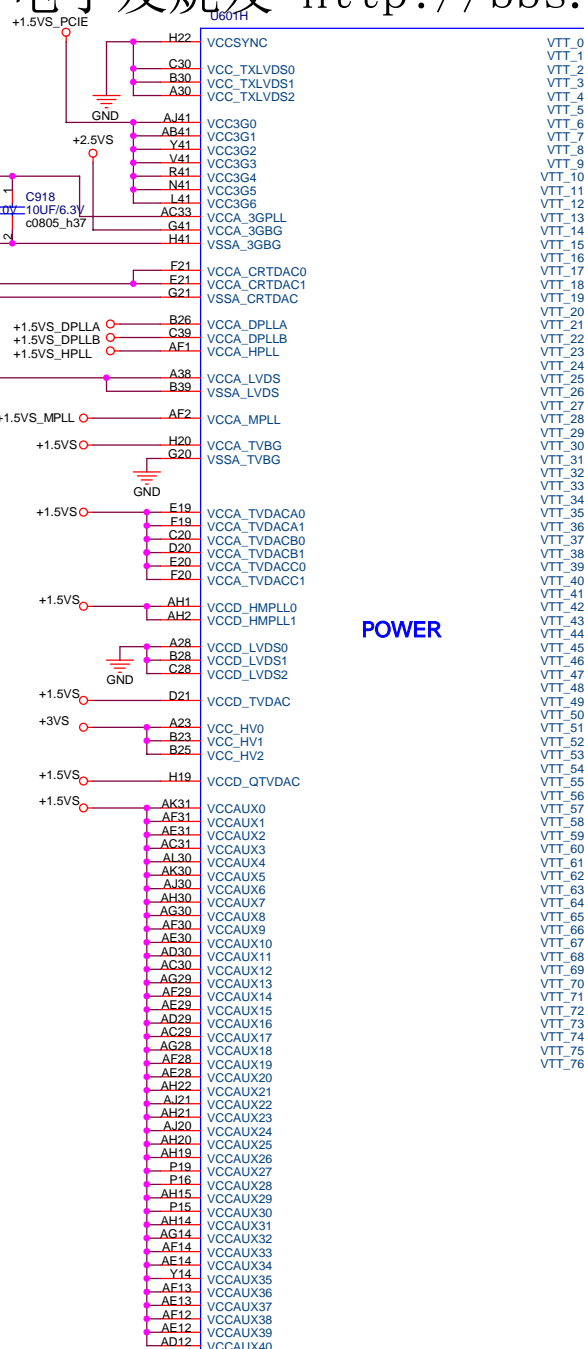 电子发烧友 http://bbs.
U601H
+1.5VS_PCIE
H22 VCCSYNC
C30 VCC_TXLVDS0
B30 VCC_TXLVDS1
A30 VCC_TXLVDS2
GND
AJ41 VCC3G0
AB41 VCC3G1
+2.5VS
Y41 VCC3G2
V41 VCC3G3
R41 VCC3G4
N41 VCC3G5
L41 VCC3G6
1
C918
10UF/6.3V
c0805_h37
2
AC33 VCCA_3GPLL
G41 VCCA_3GBG
H41 VSSA_3GBG
F21 VCCA_CRTDAC0
E21 VCCA_CRTDAC1
G21 VSSA_CRTDAC
+1.5VS_DPLLA B26 VCCA_DPLLA
+1.5VS_DPLLB C39 VCCA_DPLLB
+1.5VS_HPLL AF1 VCCA_HPLL
A38 VCCA_LVDS
B39 VSSA_LVDS
+1.5VS_MPLL AF2 VCCA_MPLL
+1.5VS H20 VCCA_TVBG
G20 VSSA_TVBG
GND
+1.5VS E19 VCCA_TVDACA0
F19 VCCA_TVDACA1
C20 VCCA_TVDACB0
D20 VCCA_TVDACB1
E20 VCCA_TVDACC0
F20 VCCA_TVDACC1
+1.5VS AH1 VCCD_HMPLL0
AH2 VCCD_HMPLL1
A28 VCCD_LVDS0
B28 VCCD_LVDS1
C28 VCCD_LVDS2
GND
+1.5VS D21 VCCD_TVDAC
+3VS A23 VCC_HV0
B23 VCC_HV1
B25 VCC_HV2
+1.5VS H19 VCCD_QTVDAC
+1.5VS AK31 VCCAUX0
AF31 VCCAUX1
AE31 VCCAUX2
AC31 VCCAUX3
AL30 VCCAUX4
AK30 VCCAUX5
AJ30 VCCAUX6
AH30 VCCAUX7
AG30 VCCAUX8
AF30 VCCAUX9
AE30 VCCAUX10
AD30 VCCAUX11
AC30 VCCAUX12
AG29 VCCAUX13
AF29 VCCAUX14
AE29 VCCAUX15
AD29 VCCAUX16
AC29 VCCAUX17
AG28 VCCAUX18
AF28 VCCAUX19
AE28 VCCAUX20
AH22 VCCAUX21
AJ21 VCCAUX22
AH21 VCCAUX23
AJ20 VCCAUX24
AH20 VCCAUX25
AH19 VCCAUX26
P19 VCCAUX27
P16 VCCAUX28
AH15 VCCAUX29
P15 VCCAUX30
AH14 VCCAUX31
AG14 VCCAUX32
AF14 VCCAUX33
AE14 VCCAUX34
Y14 VCCAUX35
AF13 VCCAUX36
AE13 VCCAUX37
AF12 VCCAUX38
AE12 VCCAUX39
AD12 VCCAUX40
POWER
VTT_0
VTT_1
VTT_2
VTT_3
VTT_4
VTT_5
VTT_6
VTT_7
VTT_8
VTT_9
VTT_10
VTT_11
VTT_12
VTT_13
VTT_14
VTT_15
VTT_16
VTT_17
VTT_18
VTT_19
VTT_20
VTT_21
VTT_22
VTT_23
VTT_24
VTT_25
VTT_26
VTT_27
VTT_28
VTT_29
VTT_30
VTT_31
VTT_32
VTT_33
VTT_34
VTT_35
VTT_36
VTT_37
VTT_38
VTT_39
VTT_40
VTT_41
VTT_42
VTT_43
VTT_44
VTT_45
VTT_46
VTT_47
VTT_48
VTT_49
VTT_50
VTT_51
VTT_52
VTT_53
VTT_54
VTT_55
VTT_56
VTT_57
VTT_58
VTT_59
VTT_60
VTT_61
VTT_62
VTT_63
VTT_64
VTT_65
VTT_66
VTT_67
VTT_68
VTT_69
VTT_70
VTT_71
VTT_72
VTT_73
VTT_74
VTT_75
VTT_76